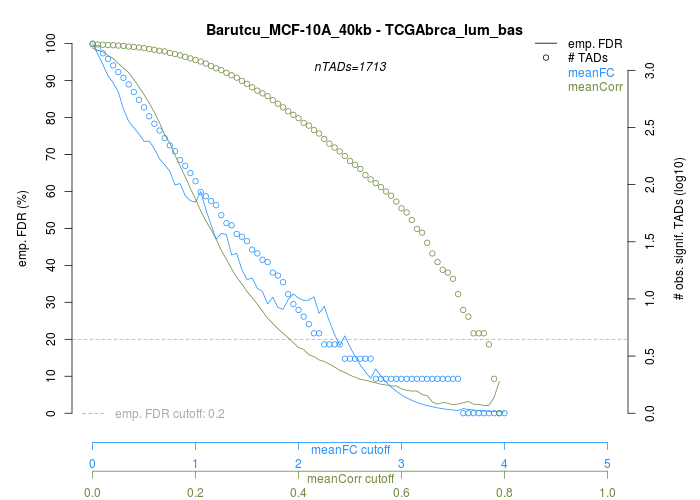 Barutcu_MCF-10A_40kb - TCGAbrca_lum_bas
nTADs=1713
emp. FDR
# TADs
meanFC
meanCorr
emp. FDR (%)
100
90
80
70
60
50
40
30
20
10
0
# obs. signif. TADs (log10)
3.0
2.5
2.0
1.5
1.0
0.5
0.0
emp. FDR cutoff: 0.2
meanFC cutoff
0 1 2 3 4 5
meanCorr cutoff
0.0 0.2 0.4 0.6 0.8 1.0